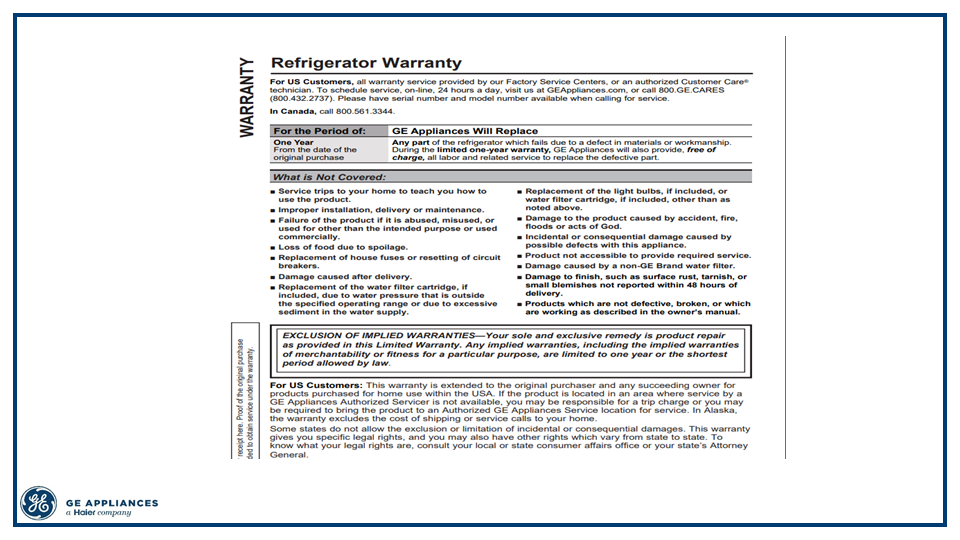 WARRANTY
Refrigerator Warranty
For US Customers, all warranty service provided by our Factory Service Centers, or an authorized Customer Care®
technician. To schedule service, on-line, 24 hours a day, visit us at GEAppliances.com, or call 800.GE.CARES
(800.432.2737). Please have serial number and model number available when calling for service.
In Canada, call 800.561.3344.
For the Period of: GE Appliances Will Replace
One Year
From the date of the
original purchase
Any part of the refrigerator which fails due to a defect in materials or workmanship.
During the limited one-year warranty, GE Appliances will also provide, free of
charge, all labor and related service to replace the defective part.
What is Not Covered:
■ Service trips to your home to teach you how to
use the product.
■ Improper installation, delivery or maintenance.
■ Failure of the product if it is abused, misused, or
used for other than the intended purpose or used
commercially.
■ Loss of food due to spoilage.
■ Replacement of house fuses or resetting of circuit
breakers.
■ Damage caused after delivery.
■ Replacement of the water filter cartridge, if
included, due to water pressure that is outside
the specified operating range or due to excessive
sediment in the water supply.
■ Replacement of the light bulbs, if included, or
water filter cartridge, if included, other than as
noted above.
■ Damage to the product caused by accident, fire,
floods or acts of God.
■ Incidental or consequential damage caused by
possible defects with this appliance.
■ Product not accessible to provide required service.
■ Damage caused by a non-GE Brand water filter.
■ Damage to finish, such as surface rust, tarnish, or
small blemishes not reported within 48 hours of
delivery.
■ Products which are not defective, broken, or which
are working as described in the owner's manual.
EXCLUSION OF IMPLIED WARRANTIES—Your sole and exclusive remedy is product repair
as provided in this Limited Warranty. Any implied warranties, including the implied warranties
of merchantability or fitness for a particular purpose, are limited to one year or the shortest
period allowed by law.
receipt here. Proof of the original purchase
ded to obtain service under the warranty.
For US Customers: This warranty is extended to the original purchaser and any succeeding owner for
products purchased for home use within the USA. If the product is located in an area where service by a
GE Appliances Authorized Servicer is not available, you may be responsible for a trip charge or you may
be required to bring the product to an Authorized GE Appliances Service location for service. In Alaska,
the warranty excludes the cost of shipping or service calls to your home.
Some states do not allow the exclusion or limitation of incidental or consequential damages. This warranty
gives you specific legal rights, and you may also have other rights which vary from state to state. To
know what your legal rights are, consult your local or state consumer affairs office or your state's Attorney
General.
GE APPLIANCES
a Haier company